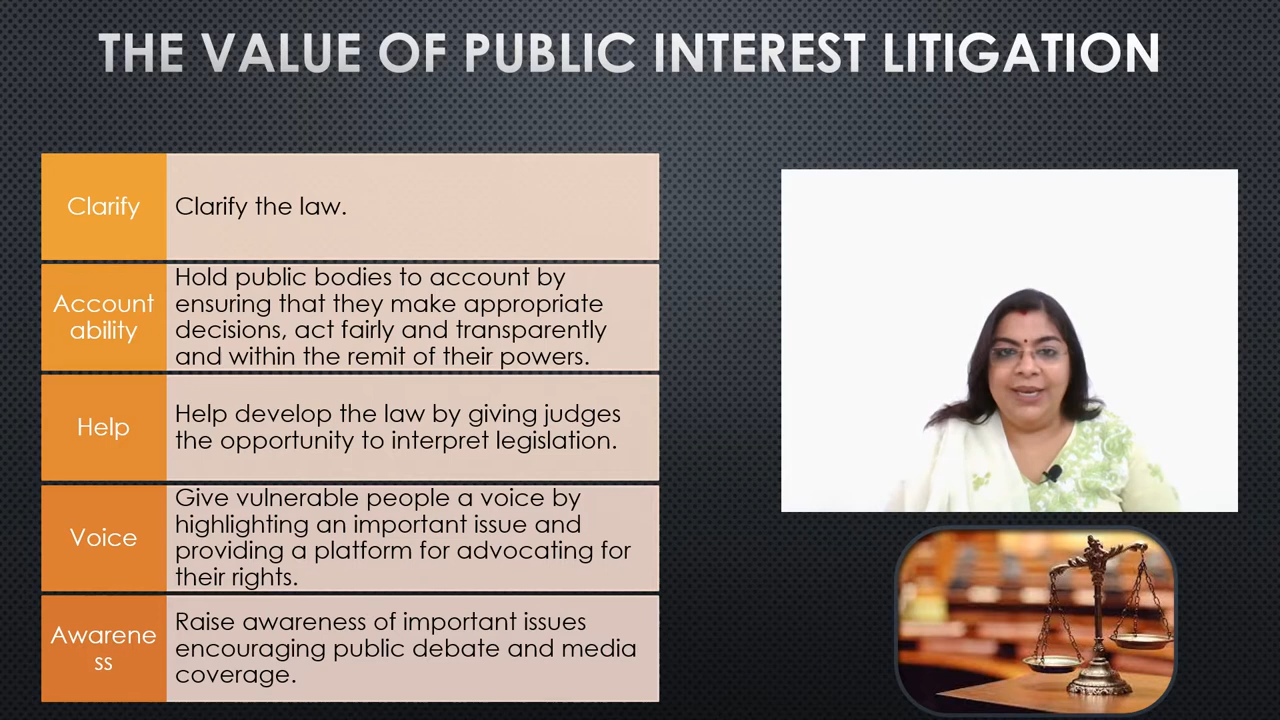 THE VALUE OF PUBLIC INTEREST LITIGATION
Clarify
Clarify the law.
Account
ability
Hold public bodies to account by
ensuring that they make appropriate
decisions, act fairly and transparently
and within the remit of their powers.
Help
Help develop the law by giving judges
the opportunity to interpret legislation.
Voice
Give vulnerable people a voice by
highlighting an important issue and
providing a platform for advocating for
their rights.
Awarene
ss
Raise awareness of important issues
encouraging public debate and media
coverage.